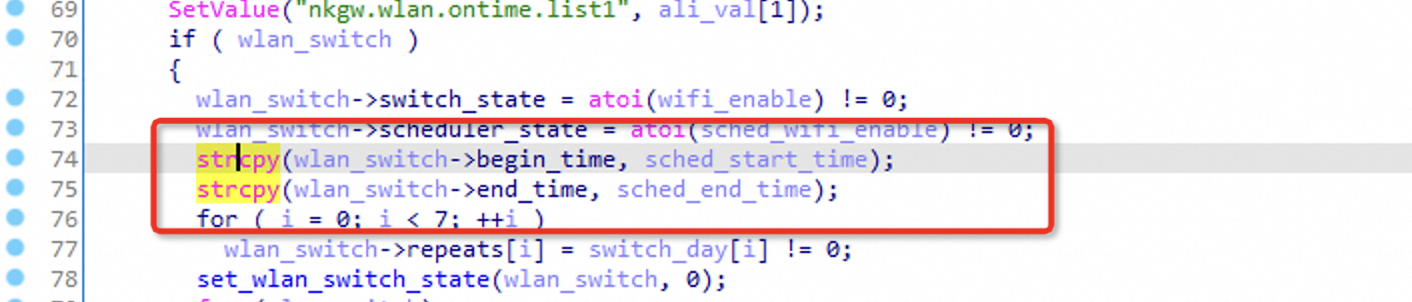 69 SetValue("nkgw.wlan.ontime.list1", ali_val[1]);
70 if ( wlan_switch )
71 {
72 wlan_switch->switch_state = atoi(wifi_enable) != 0;
73 wlan_switch->scheduler_state = atoi(sched_wifi_enable) != 0;
74 strcpy(wlan_switch->begin_time, sched_start_time);
75 strcpy(wlan_switch->end_time, sched_end_time);
76 for ( i = 0; i < 7; ++i )
77 wlan_switch->repeats[i] = switch_day[i] != 0;
78 set_wlan_switch_state(wlan_switch, 0);